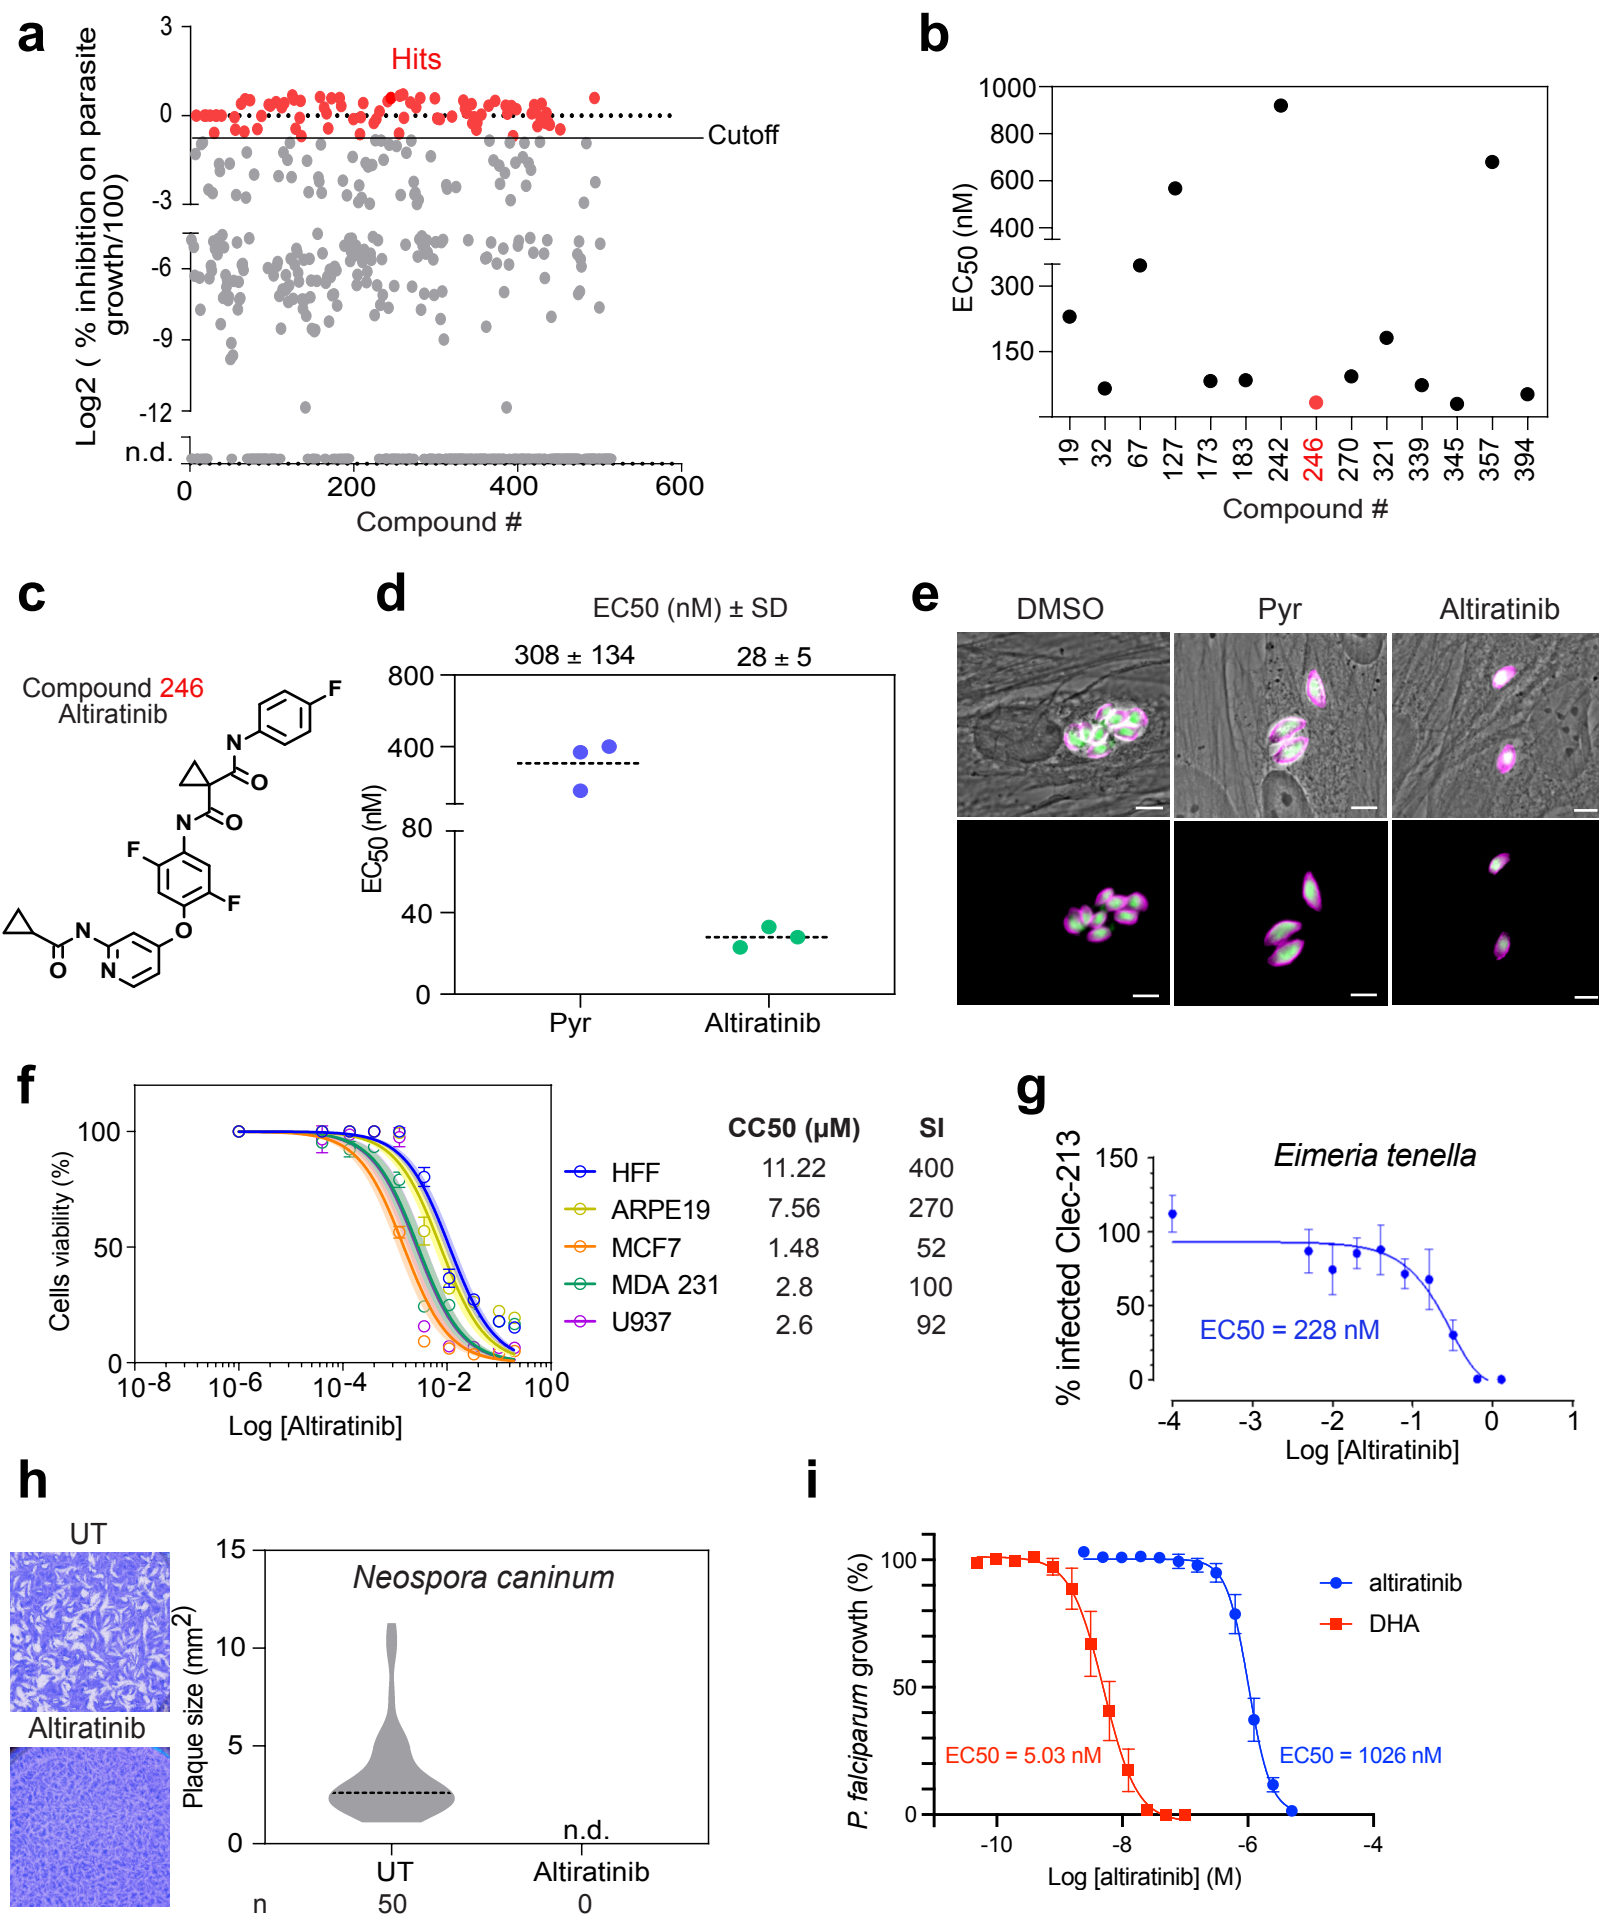 a
Log2 ( % inhibition on parasite
growth/100)
3
0
-3
-6
-9
-12
n.d.
Hits
Cutoff
0
200
400
600
Compound #
b
EC50 (nM)
1000
800
600
400
300
150
19
32
67
127
173
183
242
246
270
321
339
345
357
394
Compound #
c
Compound 246
Altiratinib
F
N
O
N
O
F
F
O
N
O
N
d
EC50 (nM) ± SD
308 ± 134
28 ± 5
EC50 (nM)
800
400
80
40
0
Pyr
Altiratinib
e
DMSO
Pyr
Altiratinib
f
Cells viability (%)
100
50
0
10-8
10-6
10-4
10-2
100
Log [Altiratinib]
CC50 (µM) SI
HFF 11.22 400
ARPE19 7.56 270
MCF7 1.48 52
MDA 231 2.8 100
U937 2.6 92
g
% infected Clec-213
150
100
50
0
Eimeria tenella
EC50 = 228 nM
-4
-3
-2
-1
0
1
Log [Altiratinib]
h
UT
Altiratinib
Plaque size (mm2)
15
10
5
0
Neospora caninum
n.d.
UT
Altiratinib
n 50 0
i
P. falciparum growth (%)
100
50
0
altiratinib
DHA
EC50 = 5.03 nM
EC50 = 1026 nM
-10
-8
-6
-4
Log [altiratinib] (M)